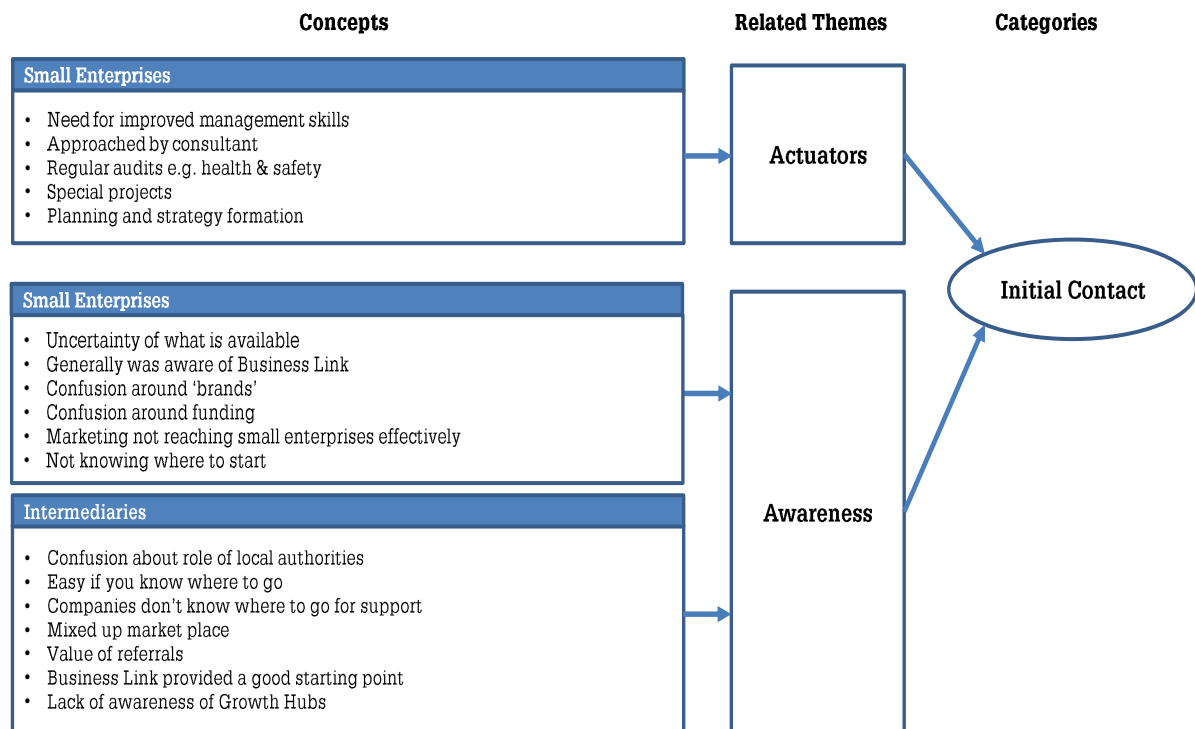 Concepts
Related Themes
Categories
Small Enterprises
• Need for improved management skills
• Approached by consultant
• Regular audits e.g. health & safety
• Special projects
• Planning and strategy formation
Actuators
Initial Contact
Small Enterprises
• Uncertainty of what is available
• Generally was aware of Business Link
• Confusion around ‘brands’
• Confusion around funding
• Marketing not reaching small enterprises effectively
• Not knowing where to start
Awareness
Intermediaries
• Confusion about role of local authorities
• Easy if you know where to go
• Companies don’t know where to go for support
• Mixed up market place
• Value of referrals
• Business Link provided a good starting point
• Lack of awareness of Growth Hubs